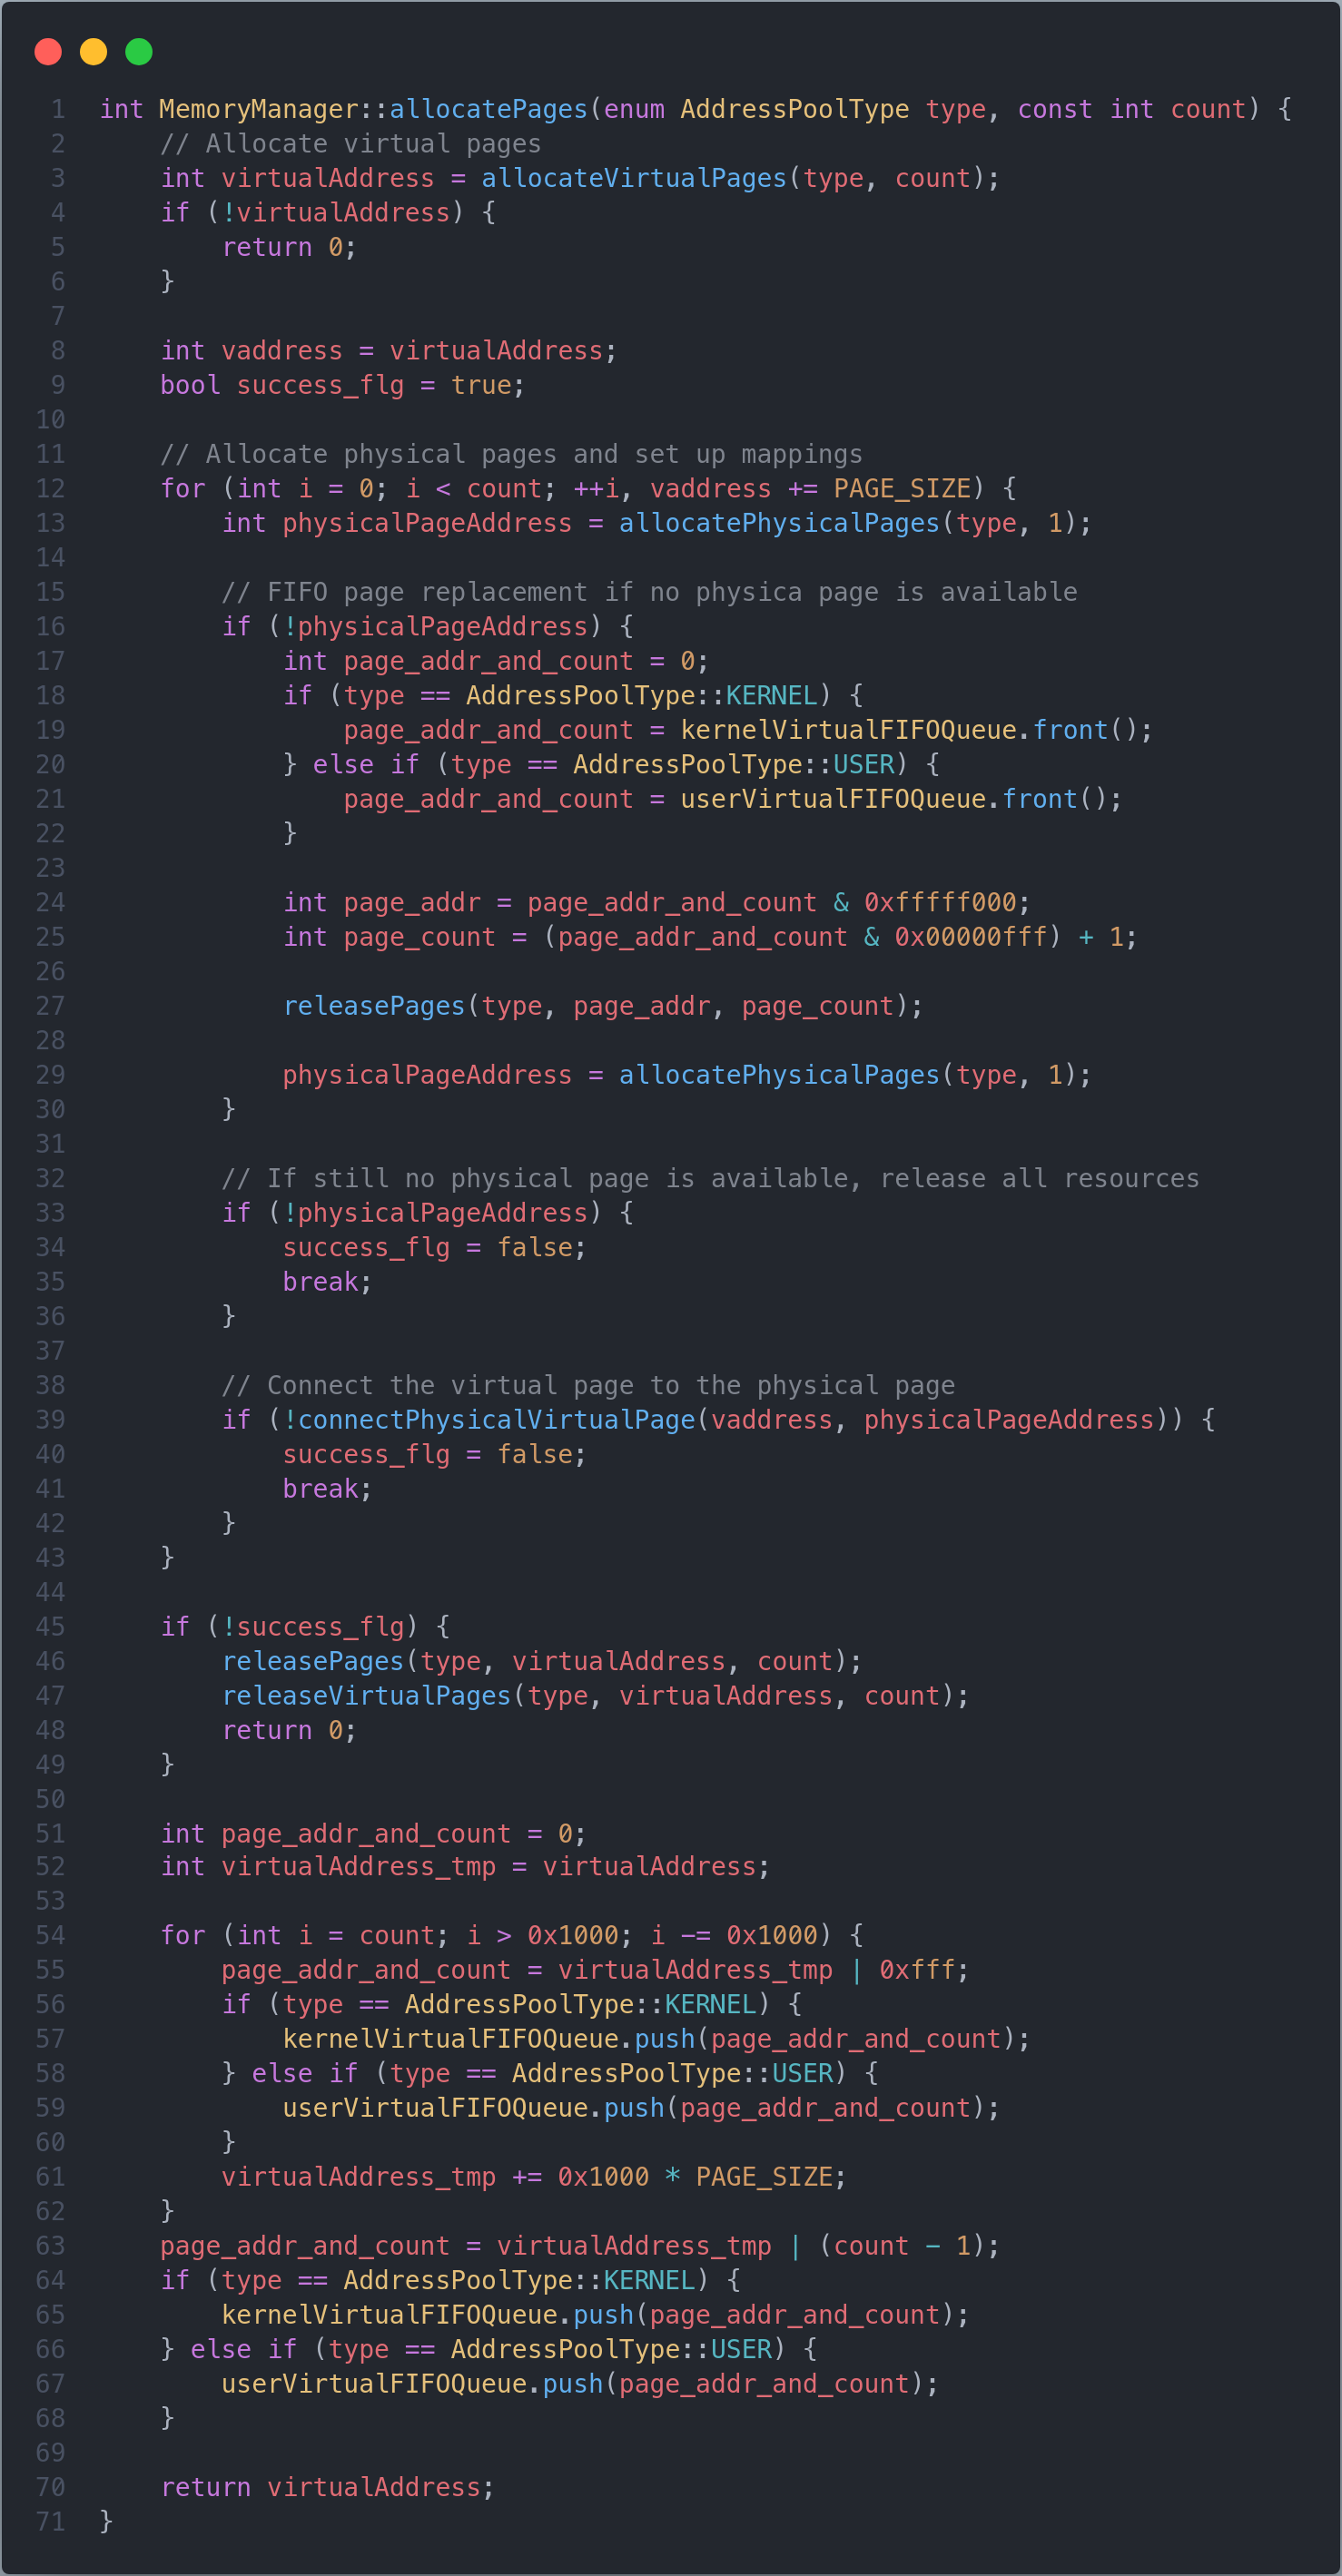 1 int MemoryManager::allocatePages(enum AddressPoolType type, const int count) {
2     // Allocate virtual pages
3     int virtualAddress = allocateVirtualPages(type, count);
4     if (!virtualAddress) {
5         return 0;
6     }
7
8     int vaddress = virtualAddress;
9     bool success_flg = true;
10
11     // Allocate physical pages and set up mappings
12     for (int i = 0; i < count; ++i, vaddress += PAGE_SIZE) {
13         int physicalPageAddress = allocatePhysicalPages(type, 1);
14
15         // FIFO page replacement if no physica page is available
16         if (!physicalPageAddress) {
17             int page_addr_and_count = 0;
18             if (type == AddressPoolType::KERNEL) {
19                 page_addr_and_count = kernelVirtualFIFOQueue.front();
20             } else if (type == AddressPoolType::USER) {
21                 page_addr_and_count = userVirtualFIFOQueue.front();
22             }
23
24             int page_addr = page_addr_and_count & 0xfffff000;
25             int page_count = (page_addr_and_count & 0x00000fff) + 1;
26
27             releasePages(type, page_addr, page_count);
28
29             physicalPageAddress = allocatePhysicalPages(type, 1);
30         }
31
32         // If still no physical page is available, release all resources
33         if (!physicalPageAddress) {
34             success_flg = false;
35             break;
36         }
37
38         // Connect the virtual page to the physical page
39         if (!connectPhysicalVirtualPage(vaddress, physicalPageAddress)) {
40             success_flg = false;
41             break;
42         }
43     }
44
45     if (!success_flg) {
46         releasePages(type, virtualAddress, count);
47         releaseVirtualPages(type, virtualAddress, count);
48         return 0;
49     }
50
51     int page_addr_and_count = 0;
52     int virtualAddress_tmp = virtualAddress;
53
54     for (int i = count; i > 0x1000; i -= 0x1000) {
55         page_addr_and_count = virtualAddress_tmp | 0xfff;
56         if (type == AddressPoolType::KERNEL) {
57             kernelVirtualFIFOQueue.push(page_addr_and_count);
58         } else if (type == AddressPoolType::USER) {
59             userVirtualFIFOQueue.push(page_addr_and_count);
60         }
61         virtualAddress_tmp += 0x1000 * PAGE_SIZE;
62     }
63     page_addr_and_count = virtualAddress_tmp | (count - 1);
64     if (type == AddressPoolType::KERNEL) {
65         kernelVirtualFIFOQueue.push(page_addr_and_count);
66     } else if (type == AddressPoolType::USER) {
67         userVirtualFIFOQueue.push(page_addr_and_count);
68     }
69
70     return virtualAddress;
71 }